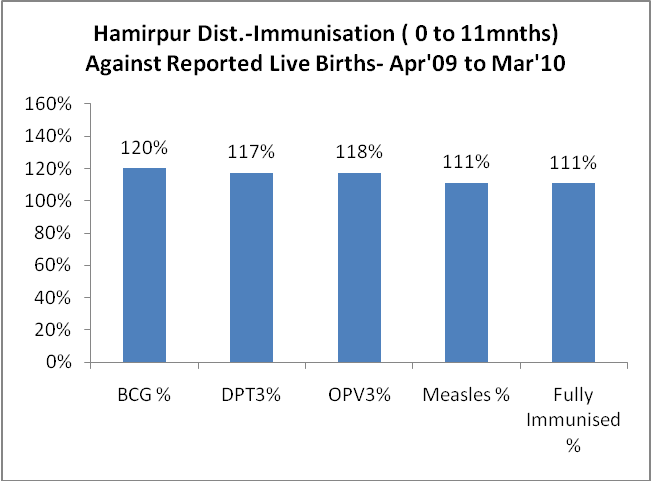 Hamirpur Dist.-Immunisation ( 0 to 11mnths)
Against Reported Live Births- Apr'09 to Mar'10
160%
140%
120%
100%
80%
60%
40%
20%
0%
120%
117%
118%
111%
111%
BCG %
DPT3%
OPV3%
Measles %
Fully
Immunised
%